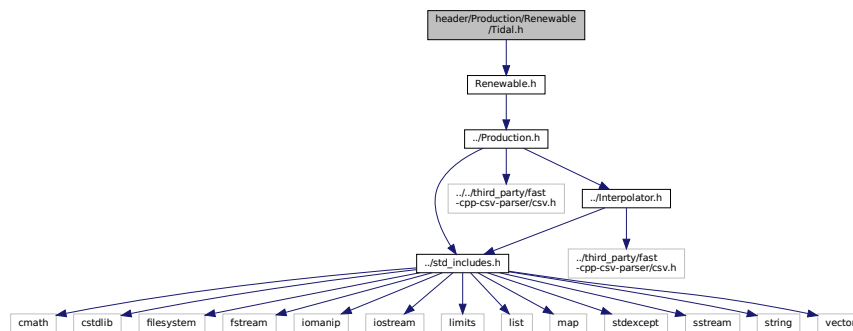 header/Production/Renewable
/Tidal.h
Renewable.h
../Production.h
../../third_party/fast
-cpp-csv-parser/csv.h
../Interpolator.h
../std_includes.h
../third_party/fast
-cpp-csv-parser/csv.h
cmath
cstdlib
filesystem
fstream
iomanip
iostream
limits
list
map
stdexcept
sstream
string
vector